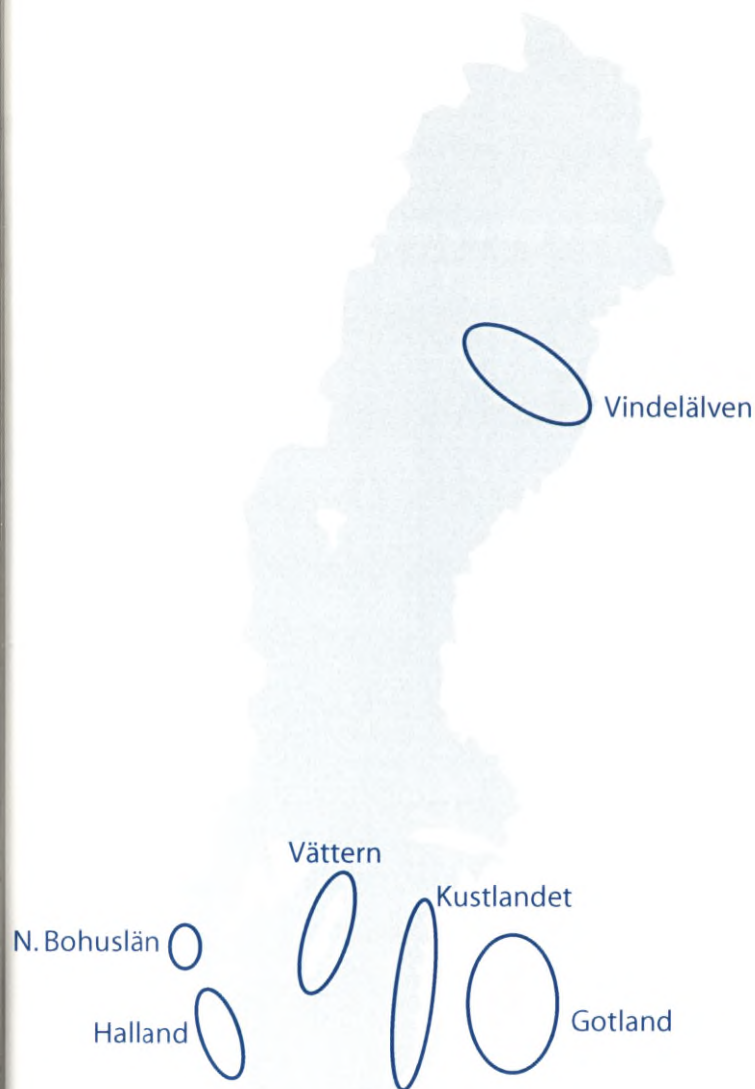 Vindelälven
Vättern
Kustlandet
N. Bohuslän
Halland
Gotland